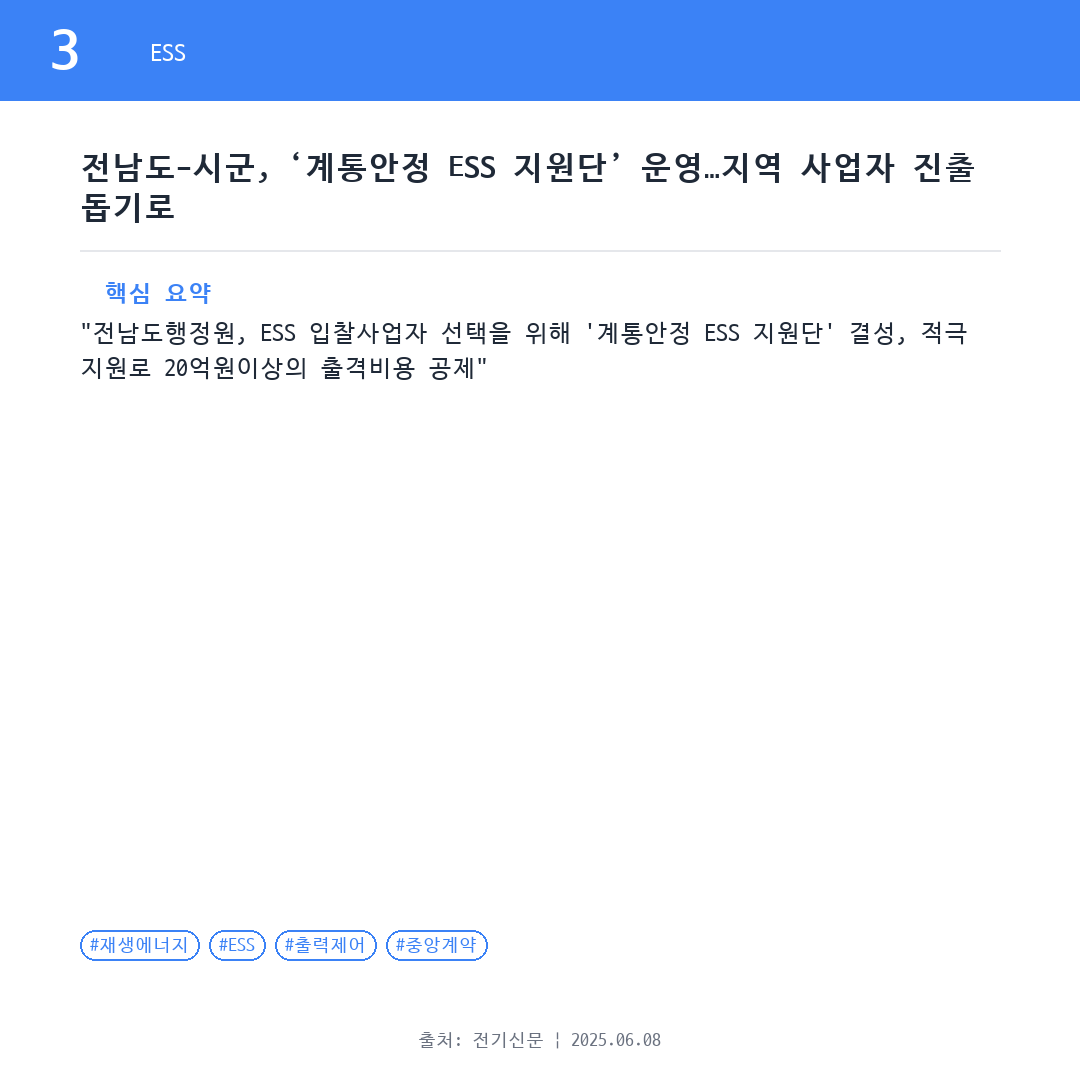 3 ESS
전남도-시군, ‘계통안정 ESS 지원단’ 운영…지역 사업자 진출
돕기로
핵심 요약
"전남도행정원, ESS 입찰사업자 선택을 위해 '계통안정 ESS 지원단' 결성, 적극
지원로 20억원이상의 출격비용 공제"
#재생에너지 #ESS #출력제어 #중앙계약
출처: 전기신문 | 2025.06.08